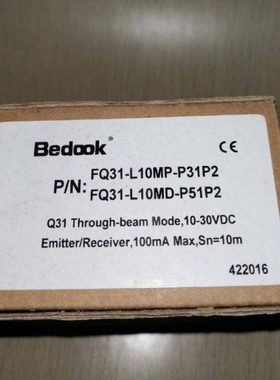 Bedook®
CE
P/N: FQ31-L10MP-P31P2
FQ31-L10MD-P51P2
Q31 Through-beam Mode,10-30VDC
Emitter/Receiver,100mA Max,Sn=10m
422016